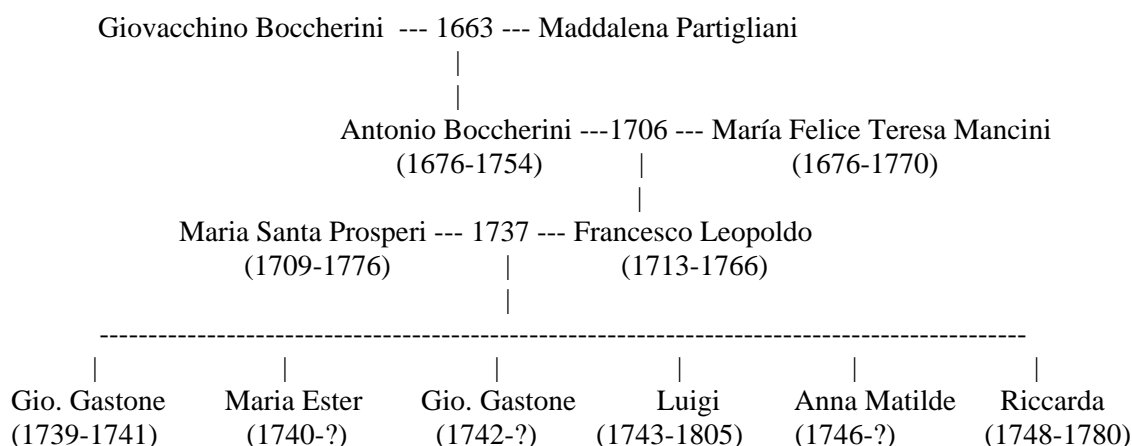 Giovacchino Boccherini --- 1663 --- Maddalena Partigliani
|
|
Antonio Boccherini ---1706 --- María Felice Teresa Mancini
(1676-1754) | (1676-1770)
|
Maria Santa Prosperi --- 1737 --- Francesco Leopoldo
(1709-1776) | (1713-1766)
|
-----------------------------------------------------------------------------------------
| | | | | |
Gio. Gastone Maria Ester Gio. Gastone Luigi Anna Matilde Riccarda
(1739-1741) (1740-?) (1742-?) (1743-1805) (1746-?) (1748-1780)